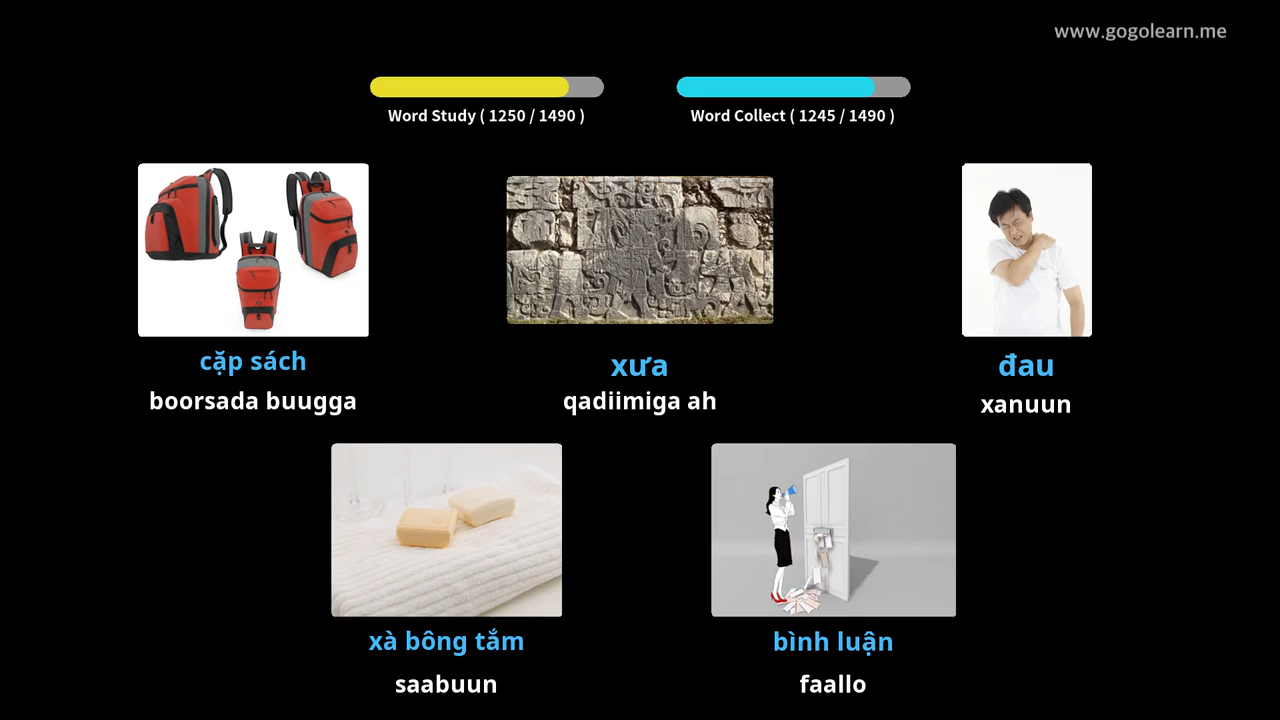 www.gogolearn.me
Word Study ( 1250 / 1490 )
Word Collect ( 1245 / 1490 )
cặp sách
boorsada buugga
xưa
qadiimiga ah
đau
xanuun
xà bông tắm
saabuun
bình luận
faallo